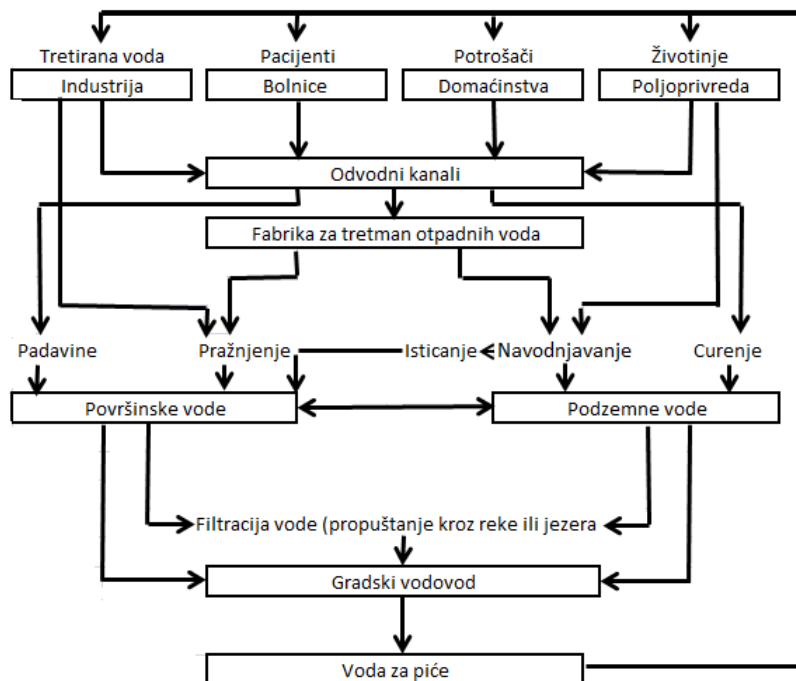 Tretirana voda
Pacijenti
Potrošači
Životinje
Industrija
Bolnice
Domaćinstva
Poljoprivreda
Odvodni kanali
Fabrika za tretman otpadnih voda
Padavine
Pražnjenje
Isticanje
Navodnjavanje
Curenje
Površinske vode
Podzemne vode
Filtracija vode (propuštanje kroz reke ili jezera
Gradski vodovod
Voda za piće